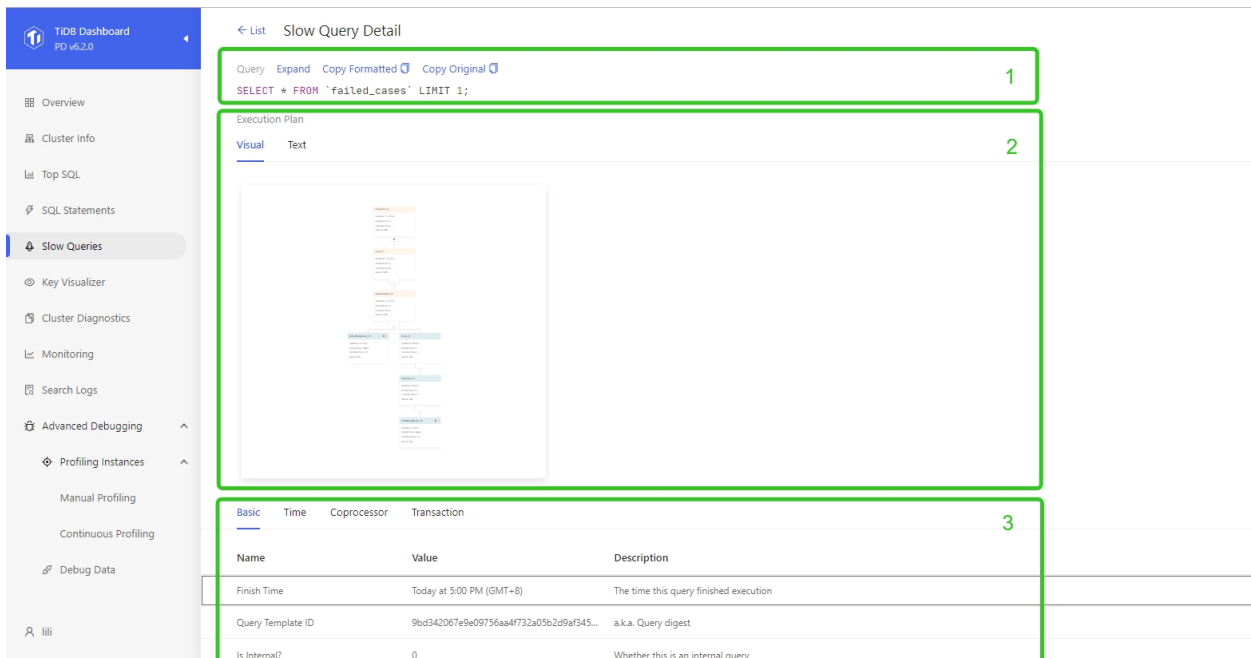 TiDB Dashboard
PD v6.2.0
Overview
Cluster Info
Top SQL
SQL Statements
Slow Queries
Key Visualizer
Cluster Diagnostics
Monitoring
Search Logs
Advanced Debugging
Profiling Instances
Manual Profiling
Continuous Profiling
Debug Data
lili
List Slow Query Detail
Query Expand Copy Formatted Copy Original
1
SELECT * FROM `failed_cases` LIMIT 1;
Execution Plan
Visual Text
2
Basic Time Coprocessor Transaction
3
Name Value Description
Finish Time Today at 5:00 PM (GMT+8) The time this query finished execution
Query Template ID 9bd342067e9e09756aa4f732a05b2d9af345... a.k.a. Query digest
Is Internal? 0 Whether this is an internal query